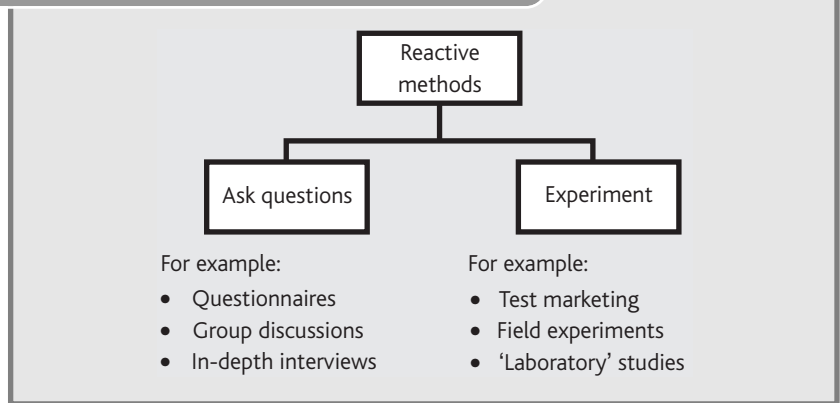 Reactive
methods
Ask questions
Experiment
For example:
• Questionnaires
• Group discussions
• In-depth interviews
For example:
• Test marketing
• Field experiments
• ‘Laboratory’ studies